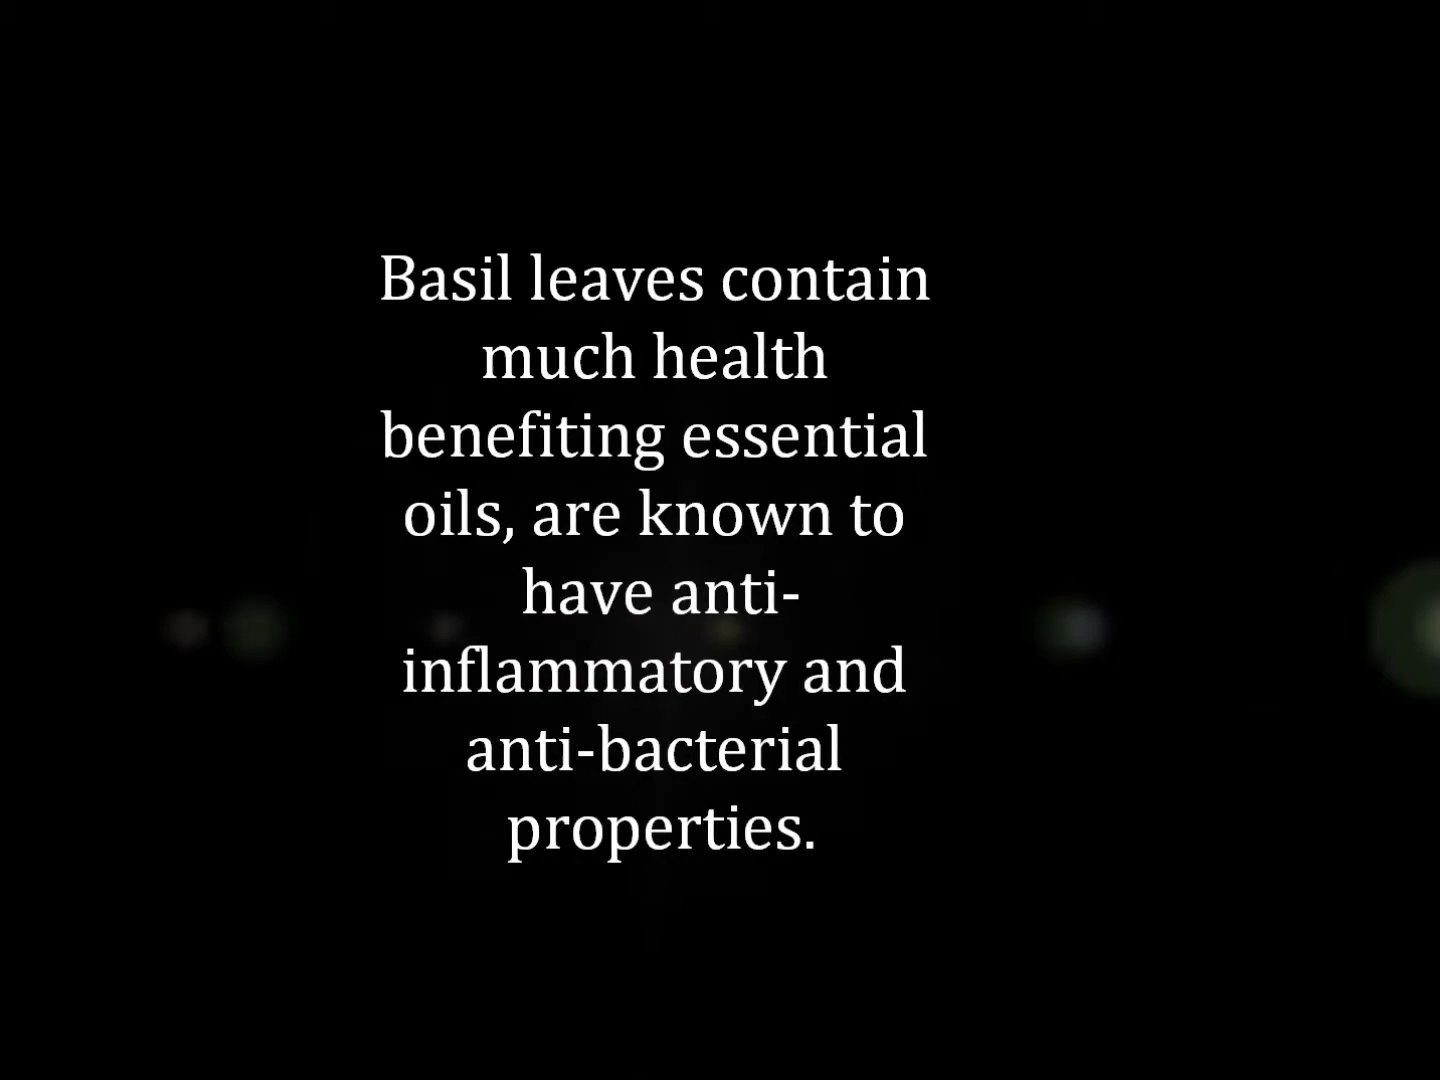 Basil leaves contain
much health
benefiting essential
oils, are known to
have anti-
inflammatory and
anti-bacterial
properties.